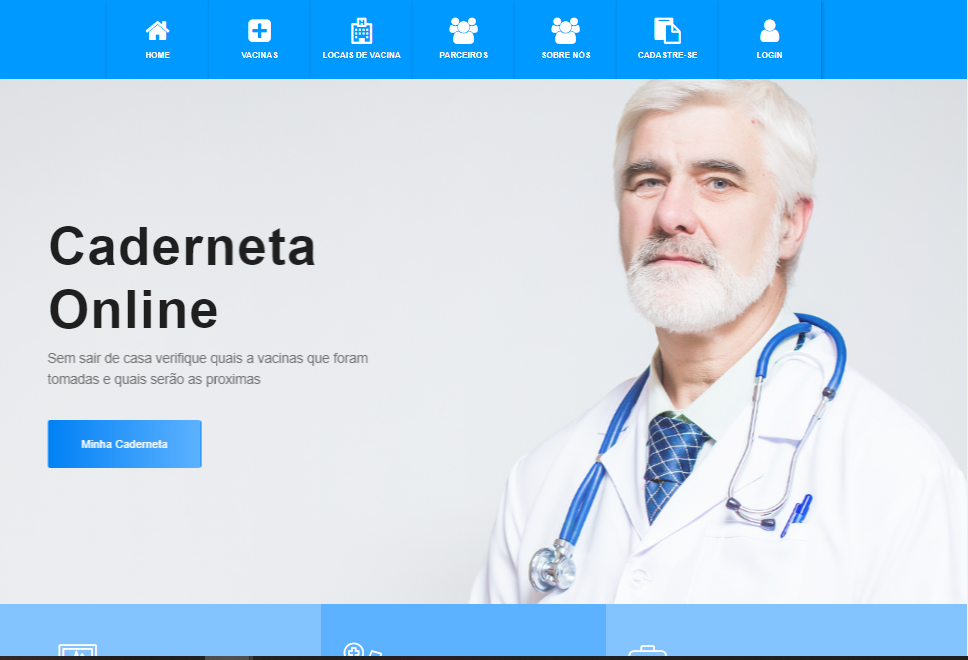 HOME
VACINAS
LOCAIS DE VACINA
PARCEIROS
SOBRE NÓS
CADASTRE-SE
LOGIN
Caderneta
Online
Sem sair de casa verifique quais a vacinas que foram
tomadas e quais serão as proximas
Minha Caderneta